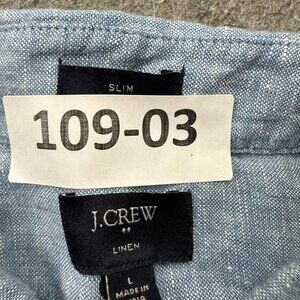 SLIM
109-03
J.CREW
LINEN
L
MADE IN